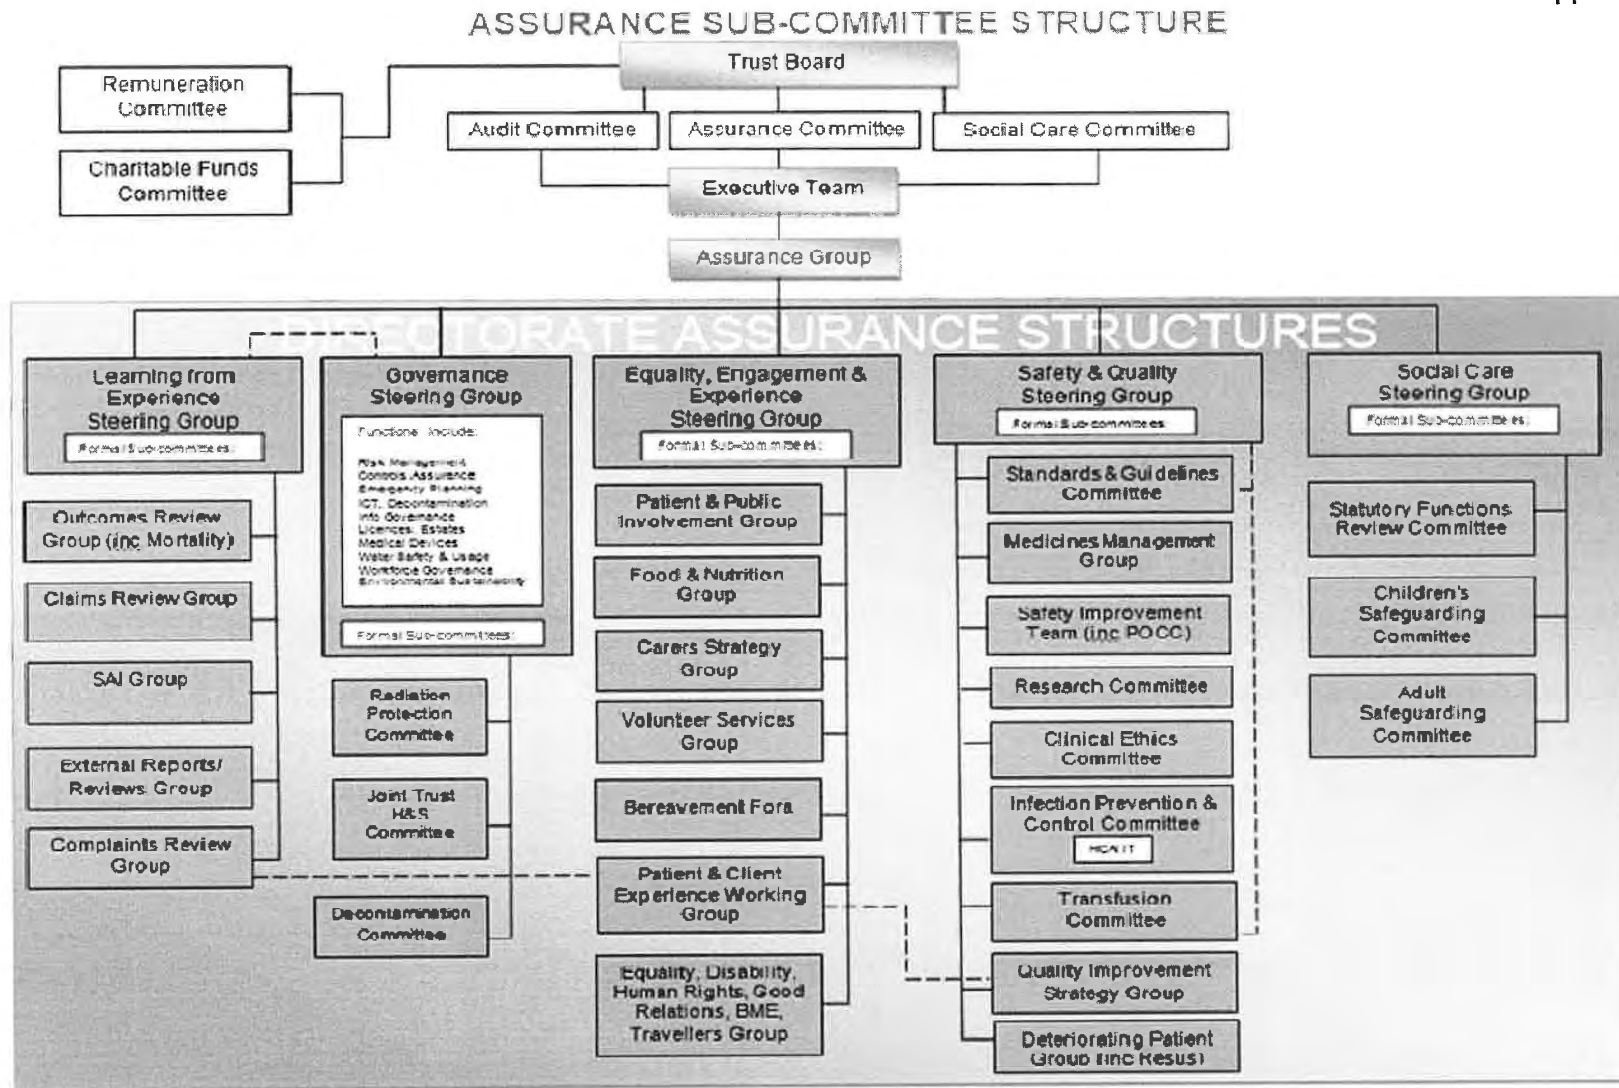 ASSURANCE SUB-COMMITTEE STRUCTURE
Trust Board
Remuneration
Committee
Charitable Funds
Committee
Audit Committee
Assurance Committee
Social Care Committee
Executive Team
Assurance Group
DIRECTORATE ASSURANCE STRUCTURES
Learning from
Experience
Steering Group
Formal Sub-committees:
Outcomes Review
Group (inc Mortality)
Claims Review Group
SAI Group
External Reports/
Reviews Group
Complaints Review
Group
Governance
Steering Group
Functions include:
Risk Management
Controls Assurance
Emergency Planning
ICT, Decontamination
Info Governance
Licences, Estates
Medical Devices
Water Safety & Usage
Workforce Governance
Environmental Sustainability
Formal Sub-committees:
Radiation
Protection
Committee
Joint Trust
H&S
Committee
Decontamination
Committee
Equality, Engagement &
Experience
Steering Group
Formal Sub-committees:
Patient & Public
Involvement Group
Food & Nutrition
Group
Carers Strategy
Group
Volunteer Services
Group
Bereavement Fora
Patient & Client
Experience Working
Group
Equality, Disability,
Human Rights, Good
Relations, BME,
Travellers Group
Safety & Quality
Steering Group
Formal Sub-committees:
Standards & Guidelines
Committee
Medicines Management
Group
Safety Improvement
Team (inc POCC)
Research Committee
Clinical Ethics
Committee
Infection Prevention &
Control Committee
HCAIIT
Transfusion
Committee
Quality Improvement
Strategy Group
Deteriorating Patient
Group (inc Resus)
Social Care
Steering Group
Formal Sub-committees:
Statutory Functions
Review Committee
Children's
Safeguarding
Committee
Adult
Safeguarding
Committee